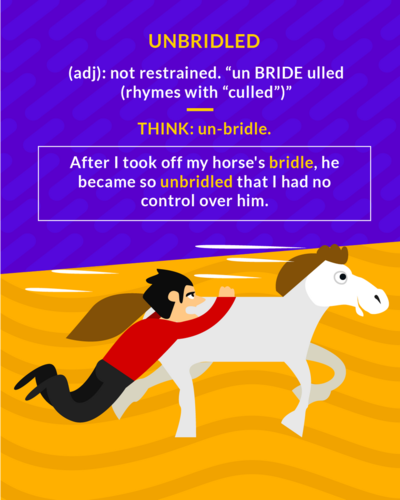 UNBRIDLED
(adj): not restrained. “un BRIDE ulled
(rhymes with “culled”)”
THINK: un-bridle.
After I took off my horse's bridle, he
became so unbridled that I had no
control over him.